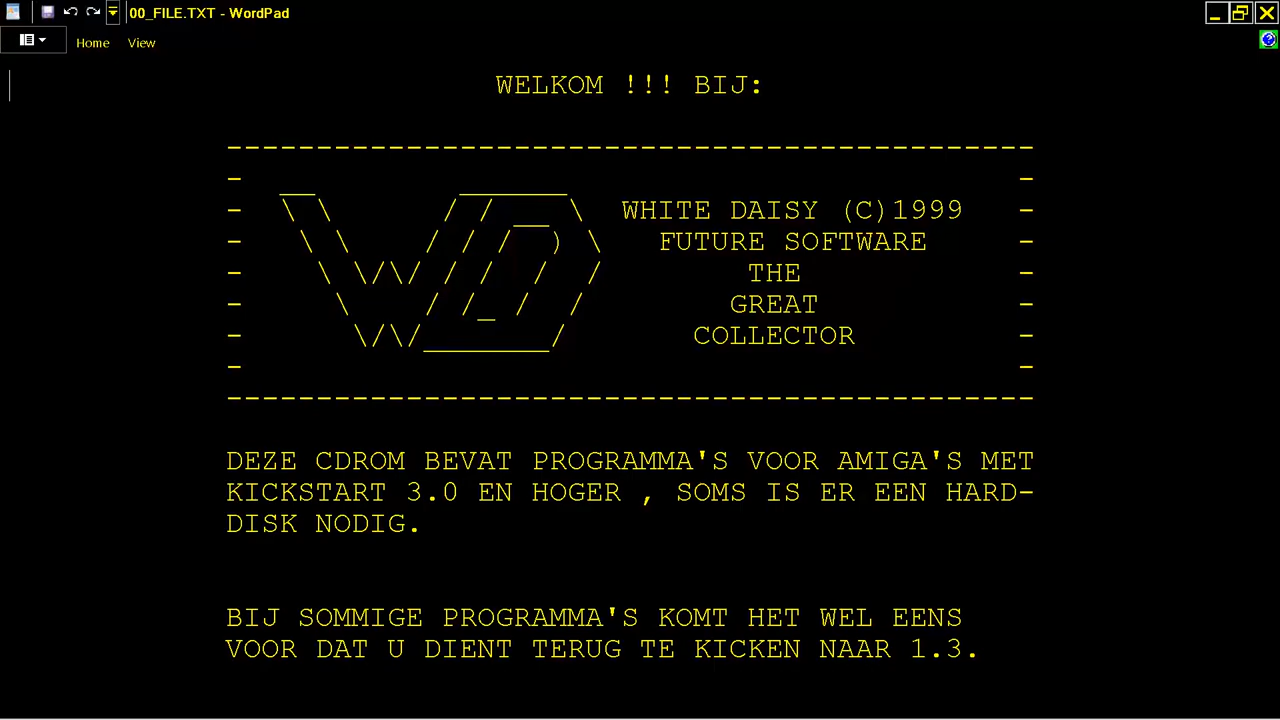 00_FILE.TXT - WordPad
Home View
WELKOM !!! BIJ:
---------------------------------------------
- -
- WHITE DAISY (C)1999 -
- FUTURE SOFTWARE -
- THE -
- GREAT -
- COLLECTOR -
- -
---------------------------------------------
DEZE CDROM BEVAT PROGRAMMA'S VOOR AMIGA'S MET
KICKSTART 3.0 EN HOGER , SOMS IS ER EEN HARD-
DISK NODIG.
BIJ SOMMIGE PROGRAMMA'S KOMT HET WEL EENS
VOOR DAT U DIENT TERUG TE KICKEN NAAR 1.3.